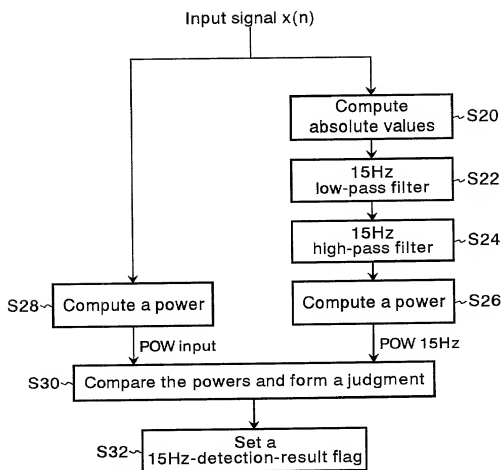 Input signal x(n)
Compute
absolute values
S20
15Hz
low-pass filter
S22
15Hz
high-pass filter
S24
S28
Compute a power
Compute a power
S26
POW input
POW 15Hz
S30
Compare the powers and form a judgment
S32
Set a
15Hz-detection-result flag